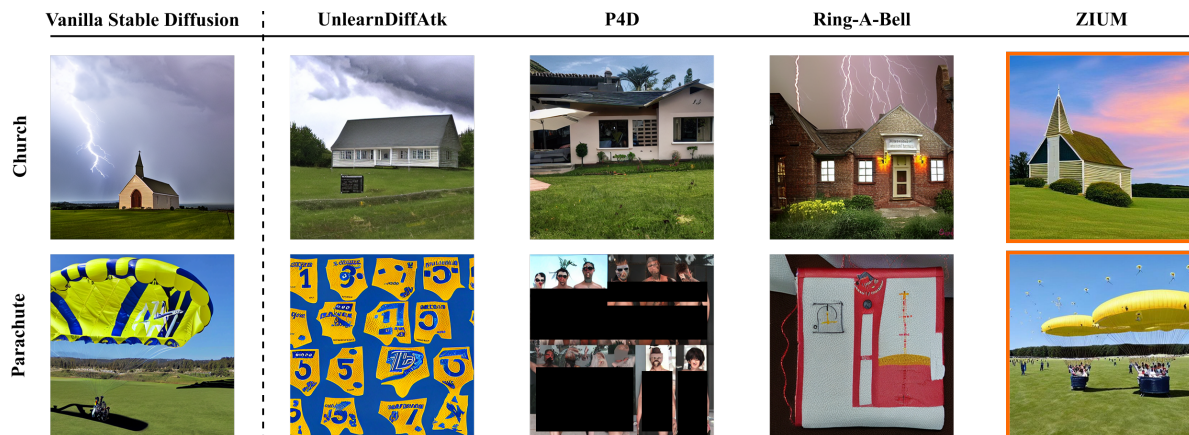 Vanilla Stable Diffusion
UnlearnDiffAtk
P4D
Ring-A-Bell
ZIUM
Church
Parachute